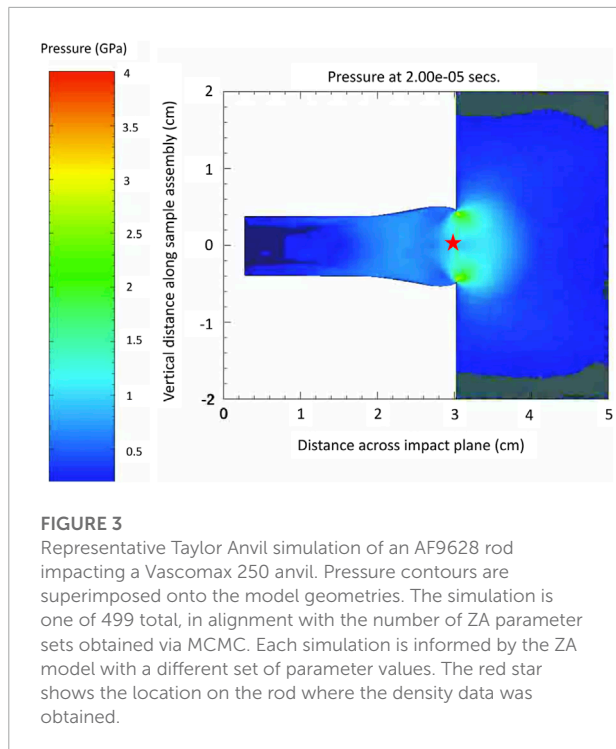 Pressure (GPa)
4
3.5
3
2.5
2
1.5
1
0.5
Pressure at 2.00e-05 secs.
Vertical distance along sample assembly (cm)
2
1
0
-1
-2
0 1 2 3 4 5
Distance across impact plane (cm)
FIGURE 3
Representative Taylor Anvil simulation of an AF9628 rod
impacting a Vascomax 250 anvil. Pressure contours are
superimposed onto the model geometries. The simulation is
one of 499 total, in alignment with the number of ZA parameter
sets obtained via MCMC. Each simulation is informed by the ZA
model with a different set of parameter values. The red star
shows the location on the rod where the density data was
obtained.